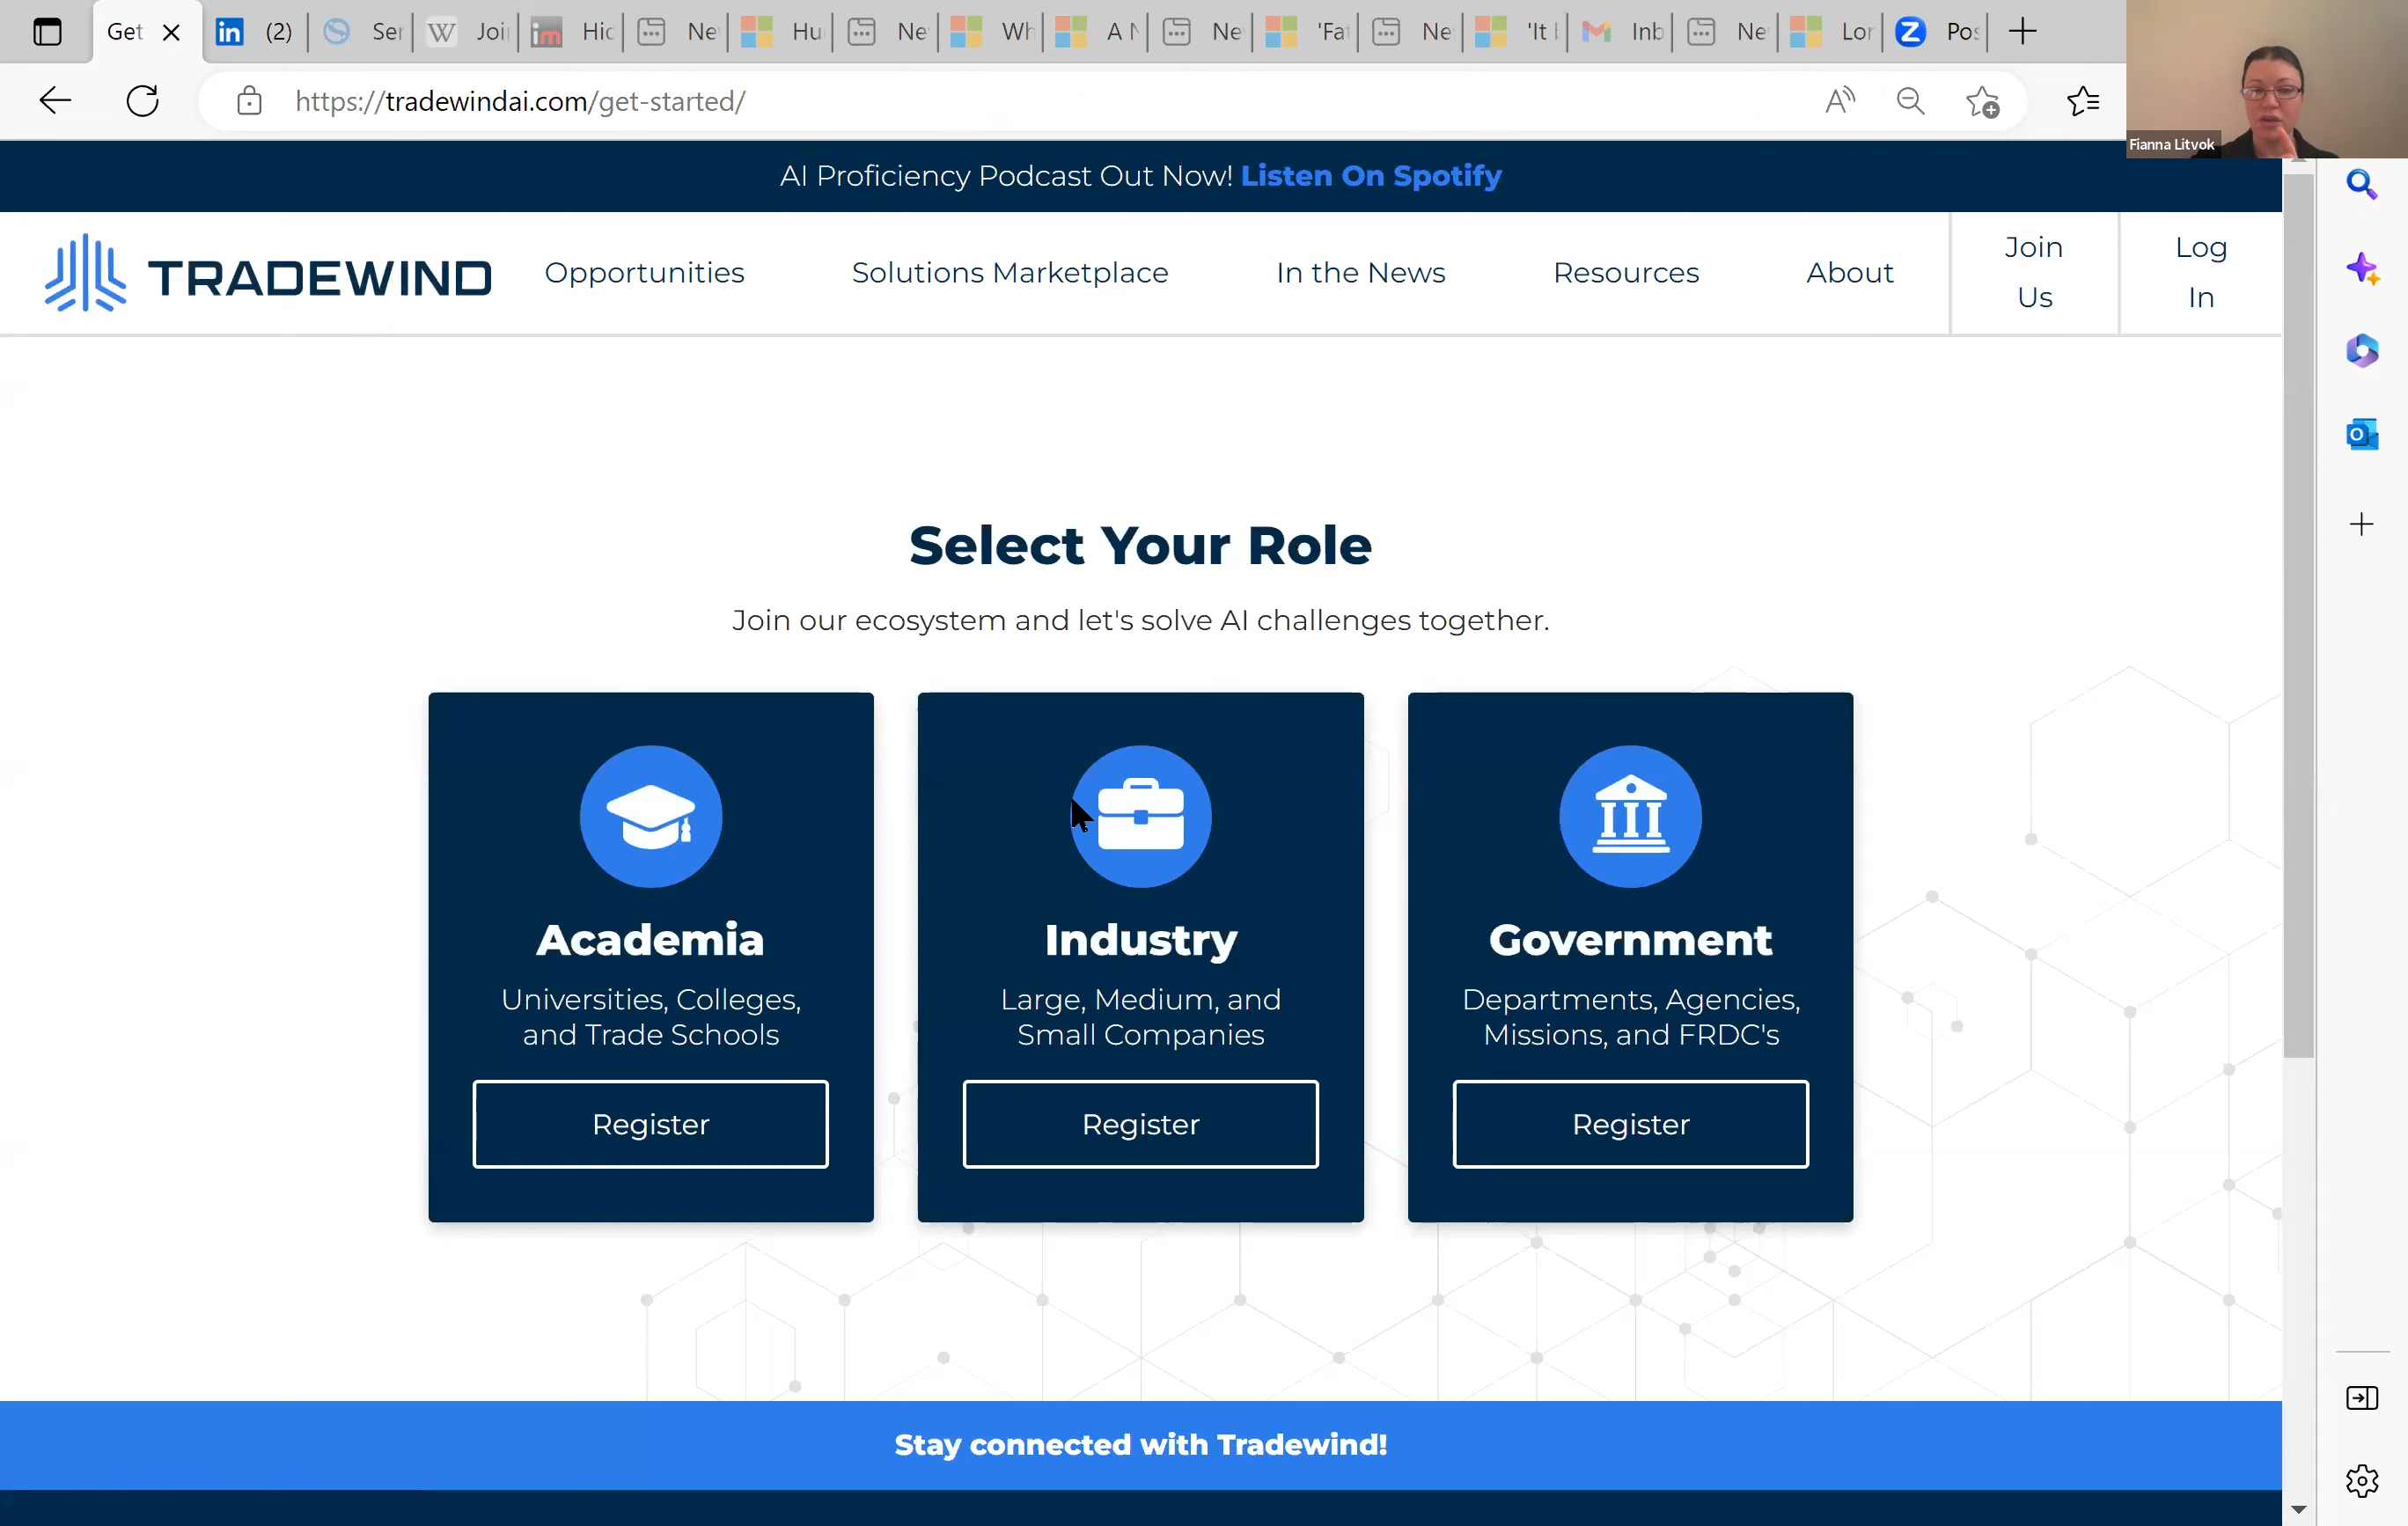 Get
(2)
Ser
W Joi
im Hic
Ne
Hu
Ne
Wh
A N
Ne
'Fat
Ne
'It
Inb
Ne
Lor
Z Pos
https://tradewindai.com/get-started/
Fianna Litvok
AI Proficiency Podcast Out Now! Listen On Spotify
TRADEWIND
Opportunities
Solutions Marketplace
In the News
Resources
About
Join
Us
Log
In
Select Your Role
Join our ecosystem and let's solve AI challenges together.
Academia
Universities, Colleges,
and Trade Schools
Register
Industry
Large, Medium, and
Small Companies
Register
Government
Departments, Agencies,
Missions, and FRDC's
Register
Stay connected with Tradewind!